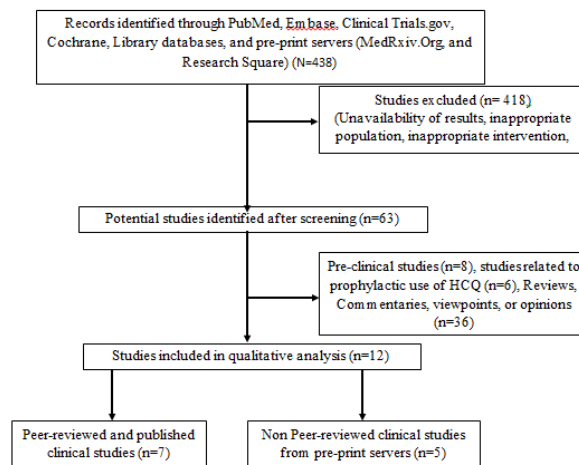 Records identified through PubMed, Embase, Clinical Trials.gov,
Cochrane, Library databases, and pre-print servers (MedRxiv.Org, and
Research Square) (N=438)
Studies excluded (n= 418)
(Unavailability of results, inappropriate
population, inappropriate intervention,
Potential studies identified after screening (n=63)
Pre-clinical studies (n=8), studies related to
prophylactic use of HCQ (n=6), Reviews,
Commentaries, viewpoints, or opinions
(n=36)
Studies included in qualitative analysis (n=12)
Peer-reviewed and published
clinical studies (n=7)
Non Peer-reviewed clinical studies
from pre-print servers (n=5)